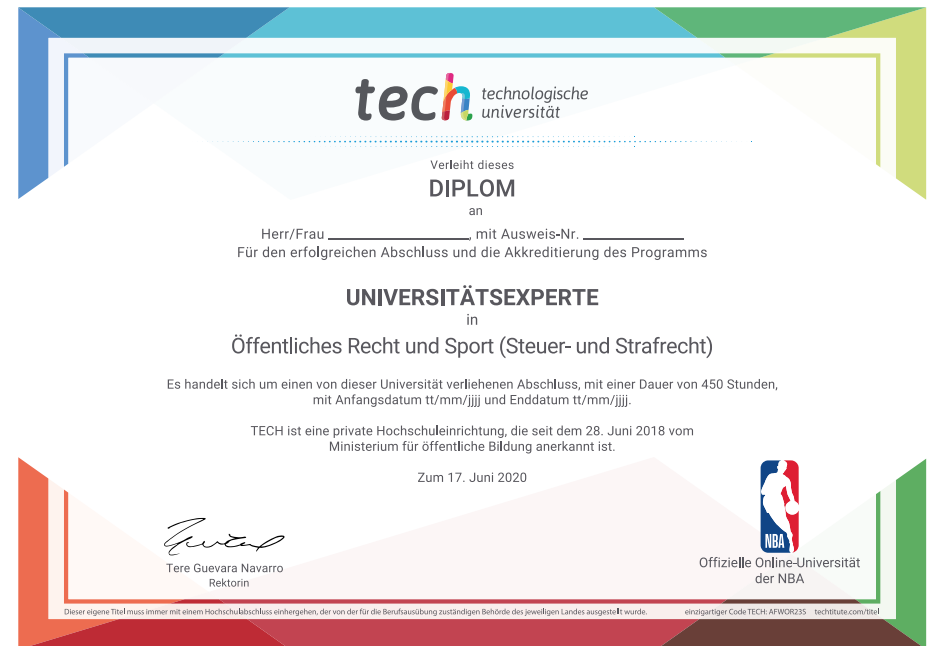 tech technologische
universität
Verleiht dieses
DIPLOM
an
Herr/Frau ____________________, mit Ausweis-Nr. ______________
Für den erfolgreichen Abschluss und die Akkreditierung des Programms
UNIVERSITÄTSEXPERTE
in
Öffentliches Recht und Sport (Steuer- und Strafrecht)
Es handelt sich um einen von dieser Universität verliehenen Abschluss, mit einer Dauer von 450 Stunden,
mit Anfangsdatum tt/mm/jjjj und Enddatum tt/mm/jjjj.
TECH ist eine private Hochschuleinrichtung, die seit dem 28. Juni 2018 vom
Ministerium für öffentliche Bildung anerkannt ist.
Zum 17. Juni 2020
Tere Guevara Navarro
Rektorin
NBA
Offizielle Online-Universität
der NBA
Dieser eigene Titel muss immer mit einem Hochschulabschluss einhergehen, der von der für die Berufsausübung zuständigen Behörde des jeweiligen Landes ausgestellt wurde. einzigartiger Code TECH: AFWOR23S techtitute.com/titel